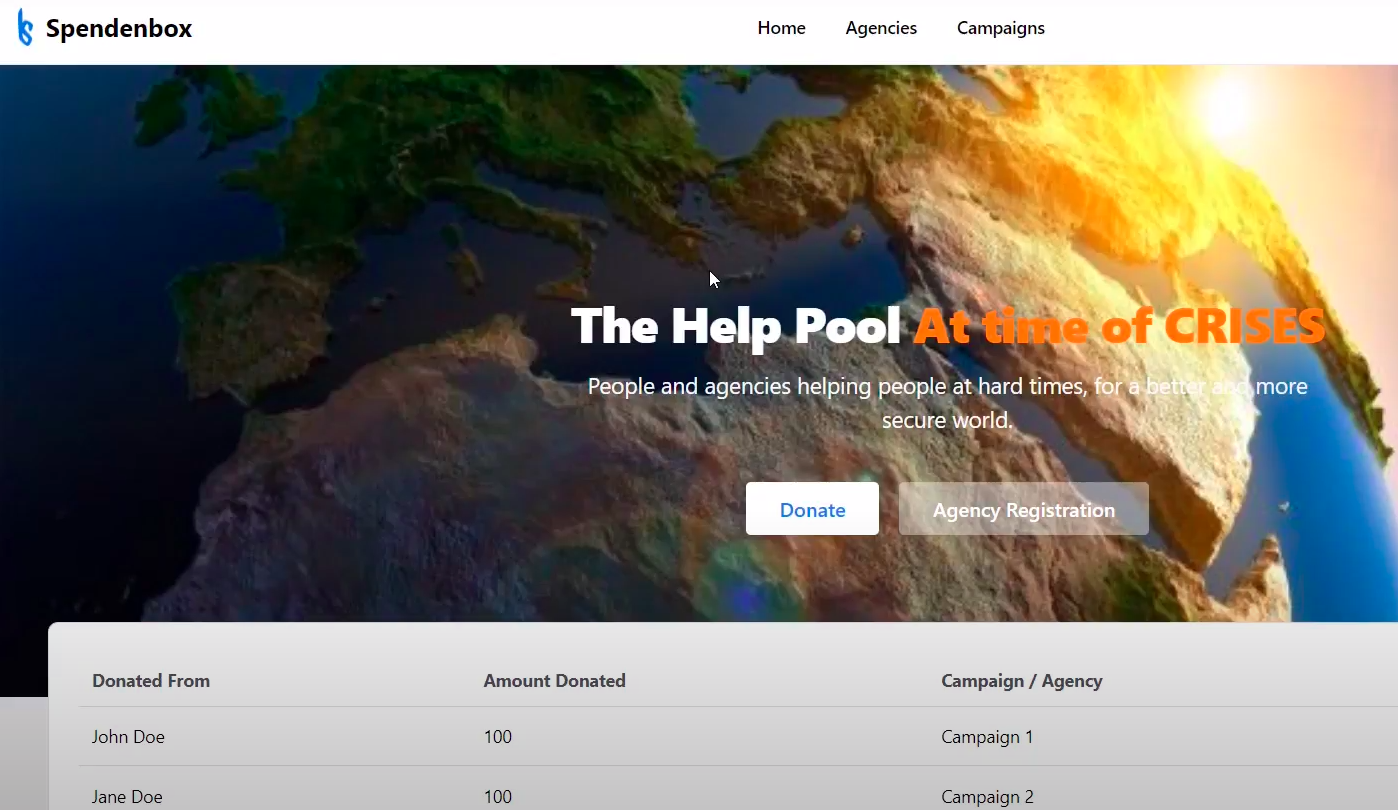 Spendenbox
Home Agencies Campaigns
The Help Pool At time of CRISES
People and agencies helping people at hard times, for a better and more
secure world.
Donate Agency Registration
Donated From Amount Donated Campaign / Agency
John Doe 100 Campaign 1
Jane Doe 100 Campaign 2